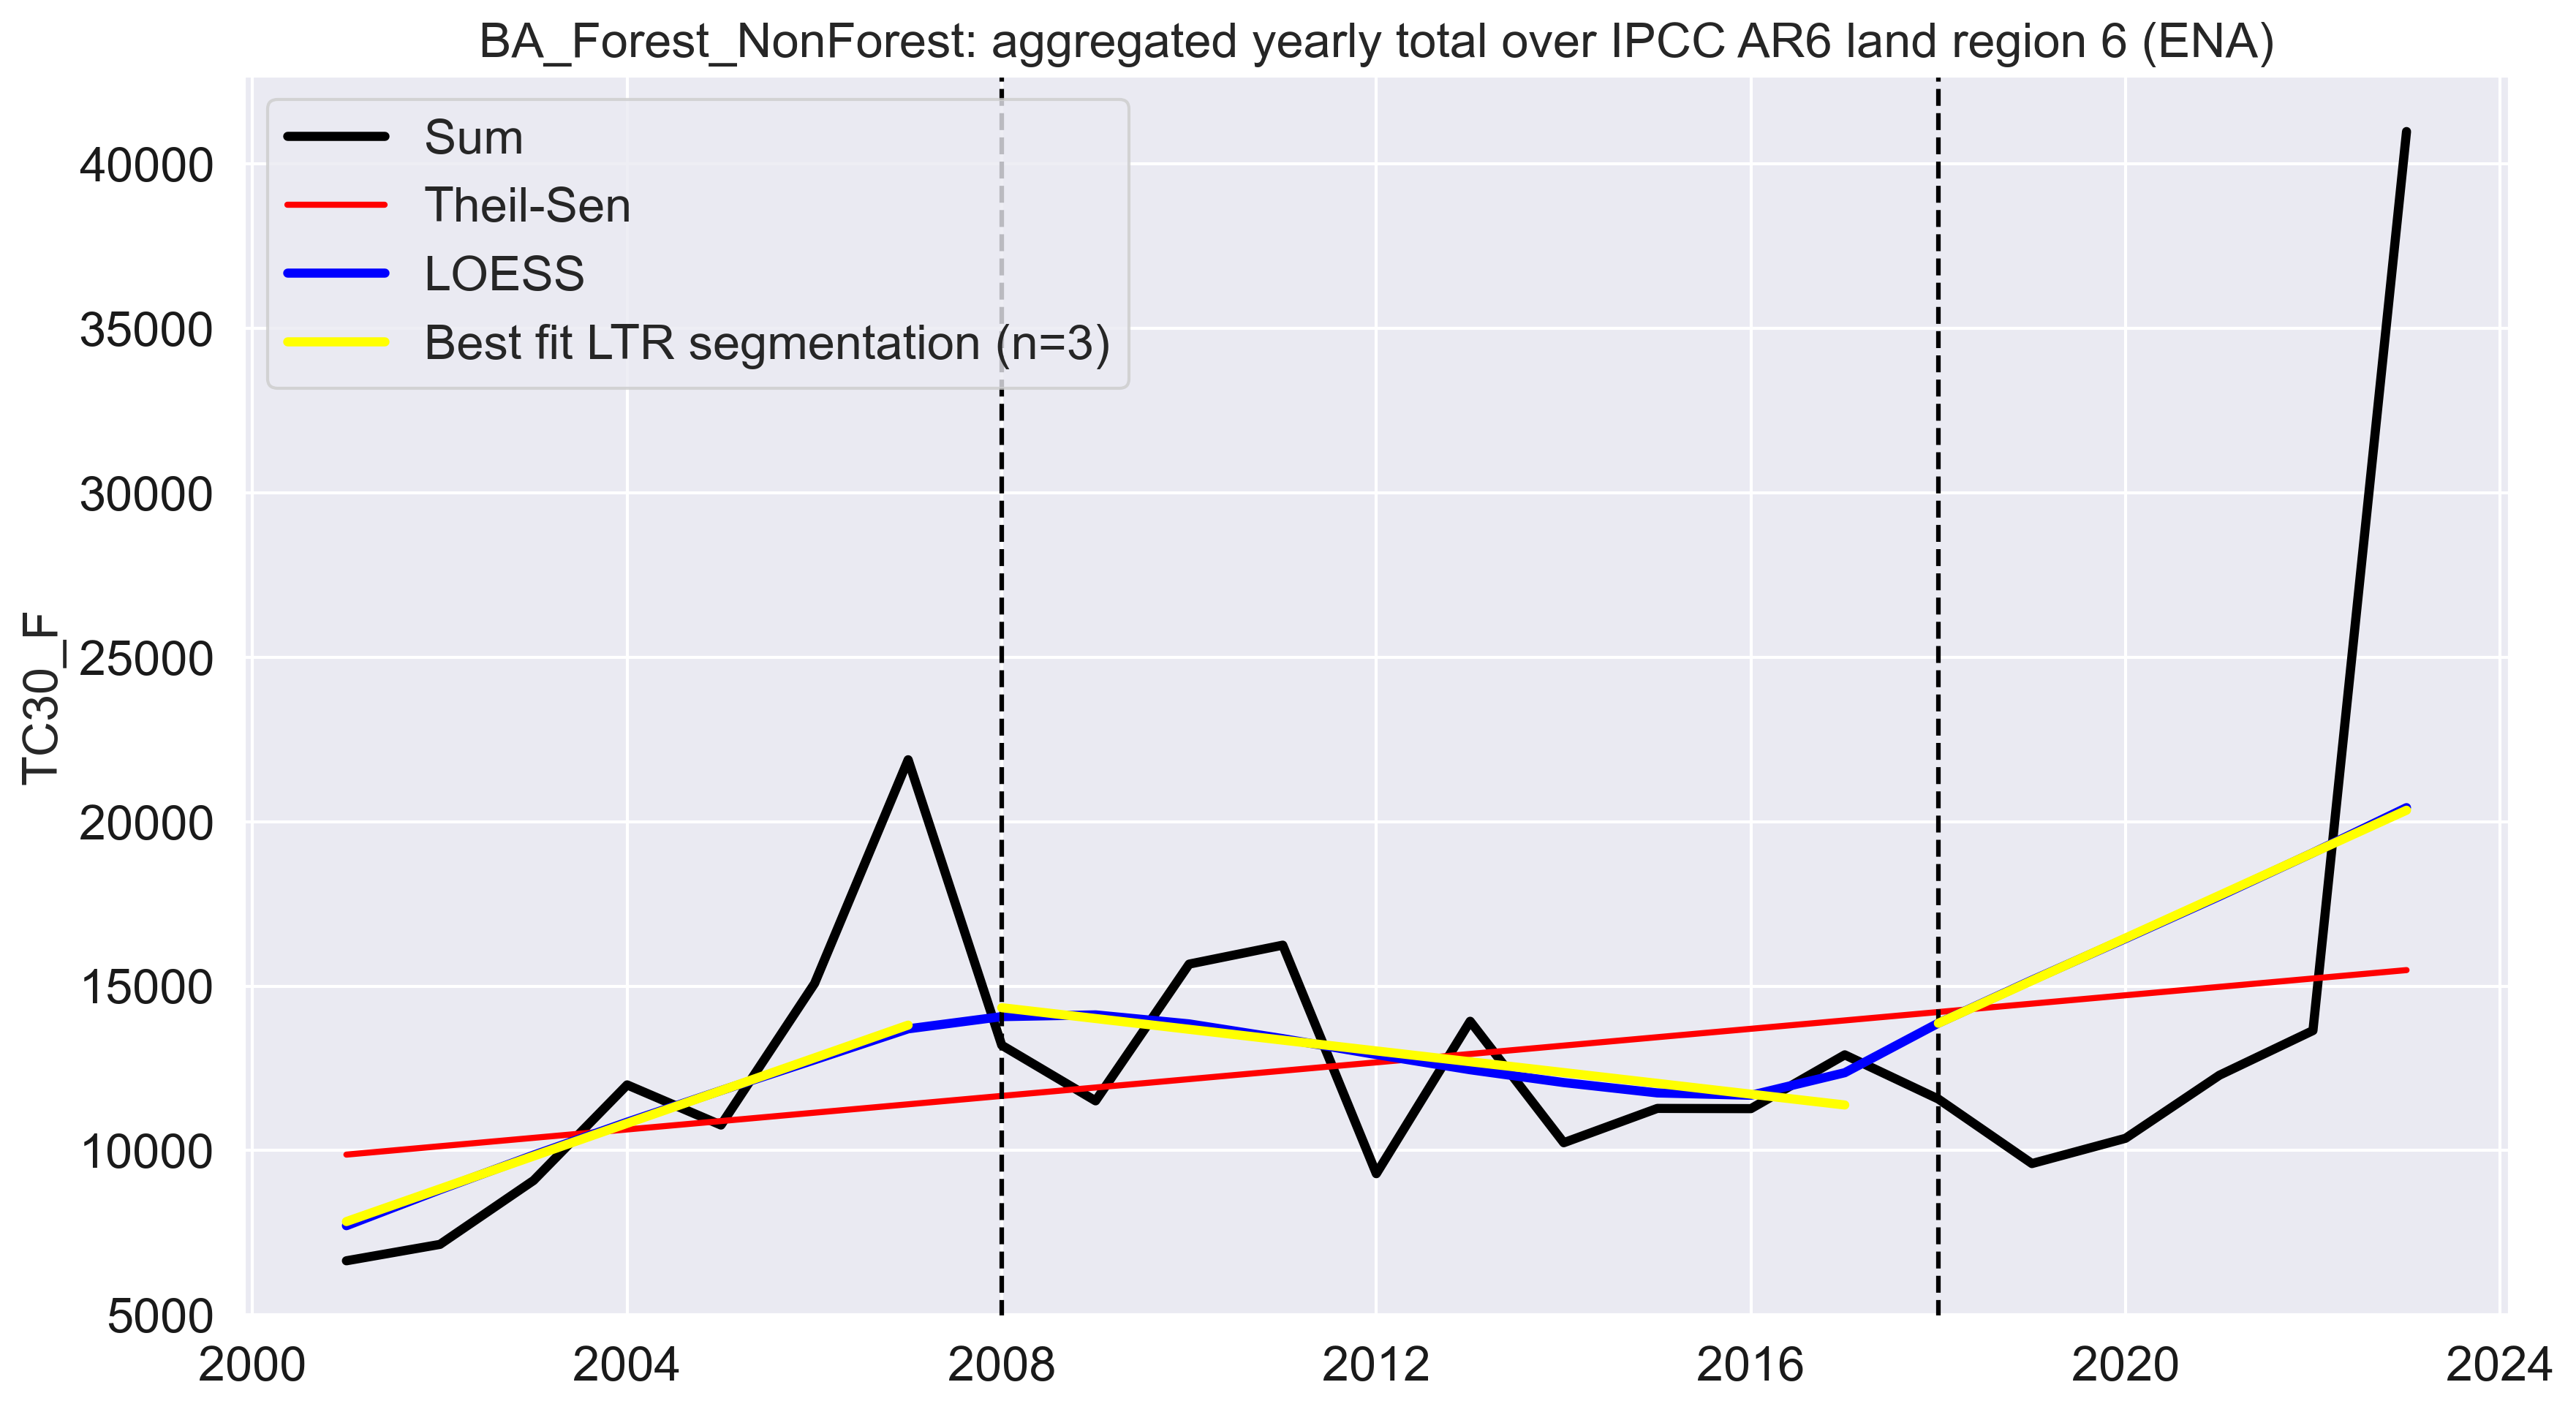 BA_Forest_NonForest: aggregated yearly total over IPCC AR6 land region 6 (ENA)
Sum
Theil-Sen
LOESS
Best fit LTR segmentation (n=3)
TC30_F
40000
35000
30000
25000
20000
15000
10000
5000
2000 2004 2008 2012 2016 2020 2024